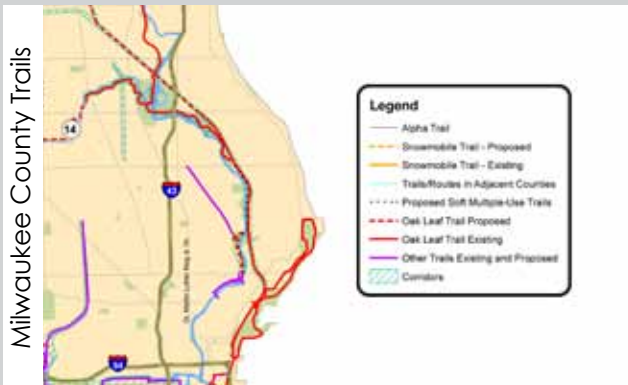 Milwaukee County Trails
14
43
94
Dr. Martin Luther King Jr. Dr.
Legend
Alpha Trail
Snowmobile Trail - Proposed
Snowmobile Trail - Existing
Trails/Routes in Adjacent Counties
Proposed Soft Multiple-Use Trails
Oak Leaf Trail Proposed
Oak Leaf Trail Existing
Other Trails Existing and Proposed
Corridors